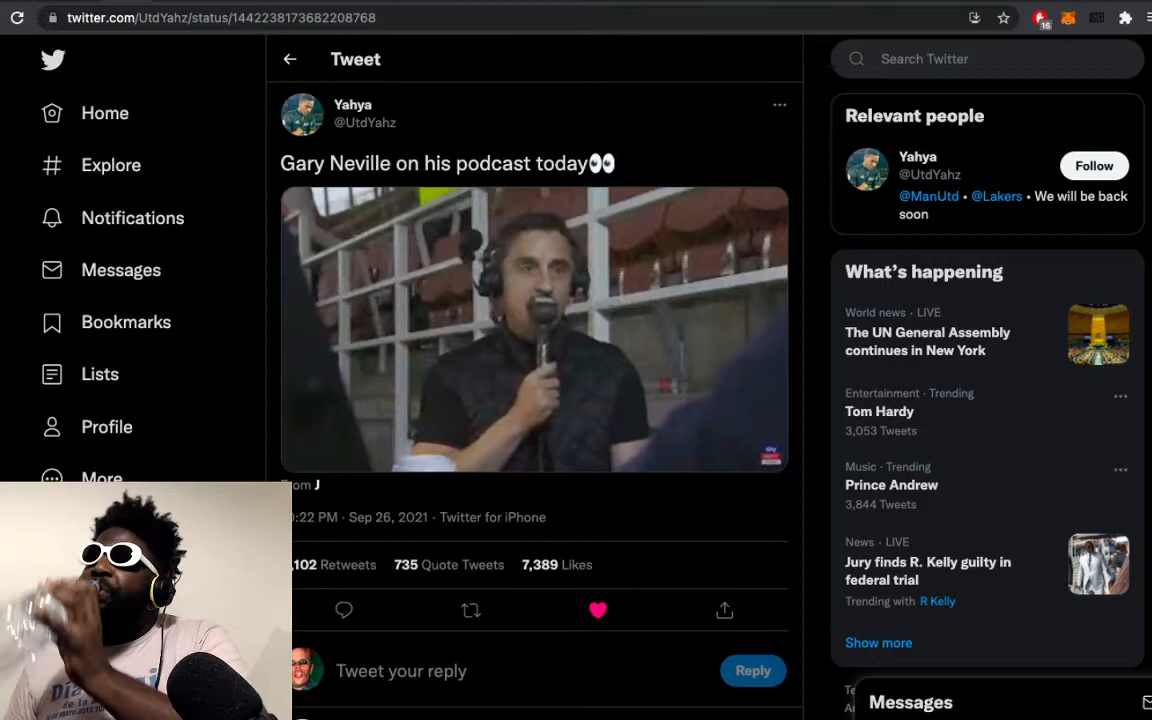 twitter.com/UtdYahz/status/1442238173682208768
16
Home
Explore
Notifications
Messages
Bookmarks
Lists
Profile
More
Tweet
Yahya
@UtdYahz
Gary Neville on his podcast today👀
sky
From J
:22 PM · Sep 26, 2021 · Twitter for iPhone
,102 Retweets 735 Quote Tweets 7,389 Likes
Tweet your reply
Reply
Search Twitter
Relevant people
Yahya
@UtdYahz
Follow
@ManUtd • @Lakers • We will be back
soon
What's happening
World news · LIVE
The UN General Assembly
continues in New York
Entertainment · Trending
Tom Hardy
3,053 Tweets
Music · Trending
Prince Andrew
3,844 Tweets
News · LIVE
Jury finds R. Kelly guilty in
federal trial
Trending with R Kelly
Show more
Messages
de la